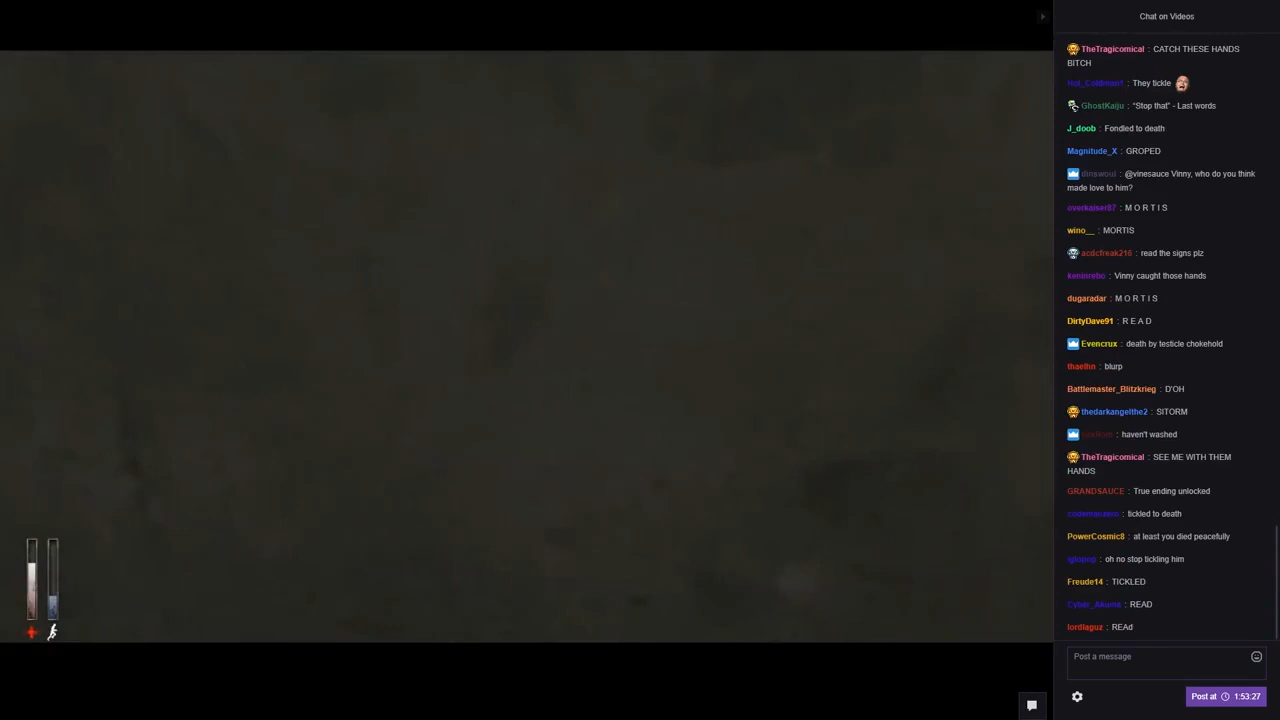 Chat on Videos
TheTragicomical : CATCH THESE HANDS
BITCH
Hot_Coldman1 : They tickle
GhostKaiju : "Stop that" - Last words
J_doob : Fondled to death
Magnitude_X : GROPED
: @vinesauce Vinny, who do you think
made love to him?
overkaiser87 : M O R T I S
wino__ : MORTIS
acdcfreak216 : read the signs plz
keninrebo : Vinny caught those hands
dugaradar : M O R T I S
DirtyDave91 : R E A D
Evencrux : death by testicle chokehold
: blurp
Battlemaster_Blitzkrieg : D'OH
thedarkangelthe2 : SITORM
: haven't washed
TheTragicomical : SEE ME WITH THEM
HANDS
GRANDSAUCE : True ending unlocked
: tickled to death
PowerCosmic8 : at least you died peacefully
: oh no stop tickling him
Freude14 : TICKLED
Cyber_Akuma : READ
lordlaguz : REAd
Post a message
Post at 1:53:27